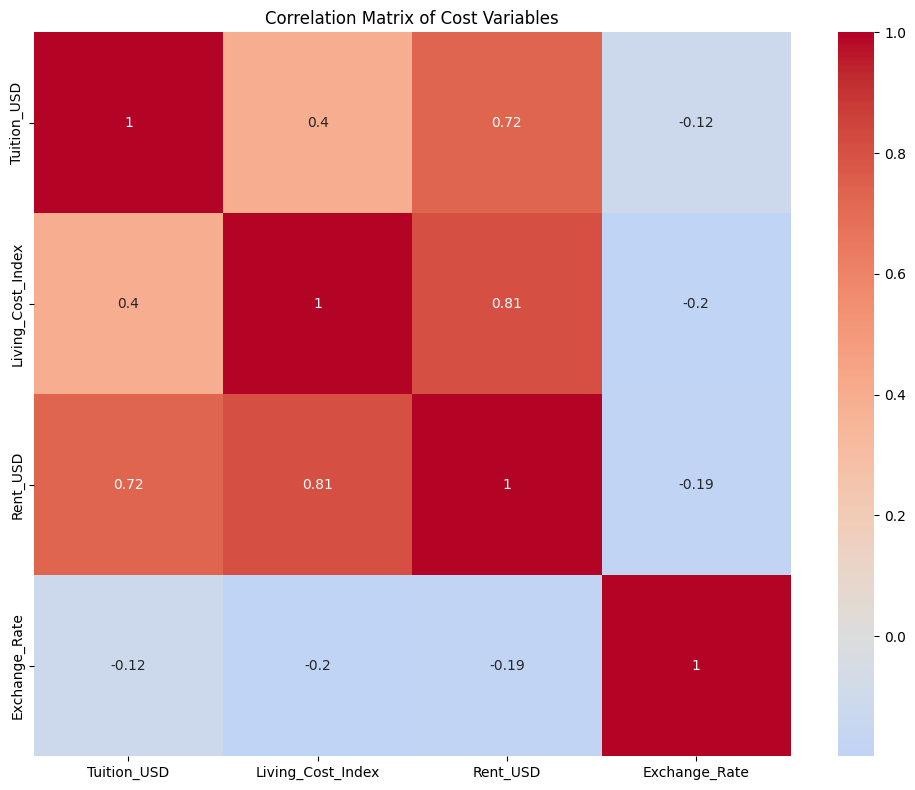 Correlation Matrix of Cost Variables
Tuition_USD
1
0.4
0.72
-0.12
Living_Cost_Index
0.4
1
0.81
-0.2
Rent_USD
0.72
0.81
1
-0.19
Exchange_Rate
-0.12
-0.2
-0.19
1
Tuition_USD
Living_Cost_Index
Rent_USD
Exchange_Rate
1.0
0.8
0.6
0.4
0.2
0.0